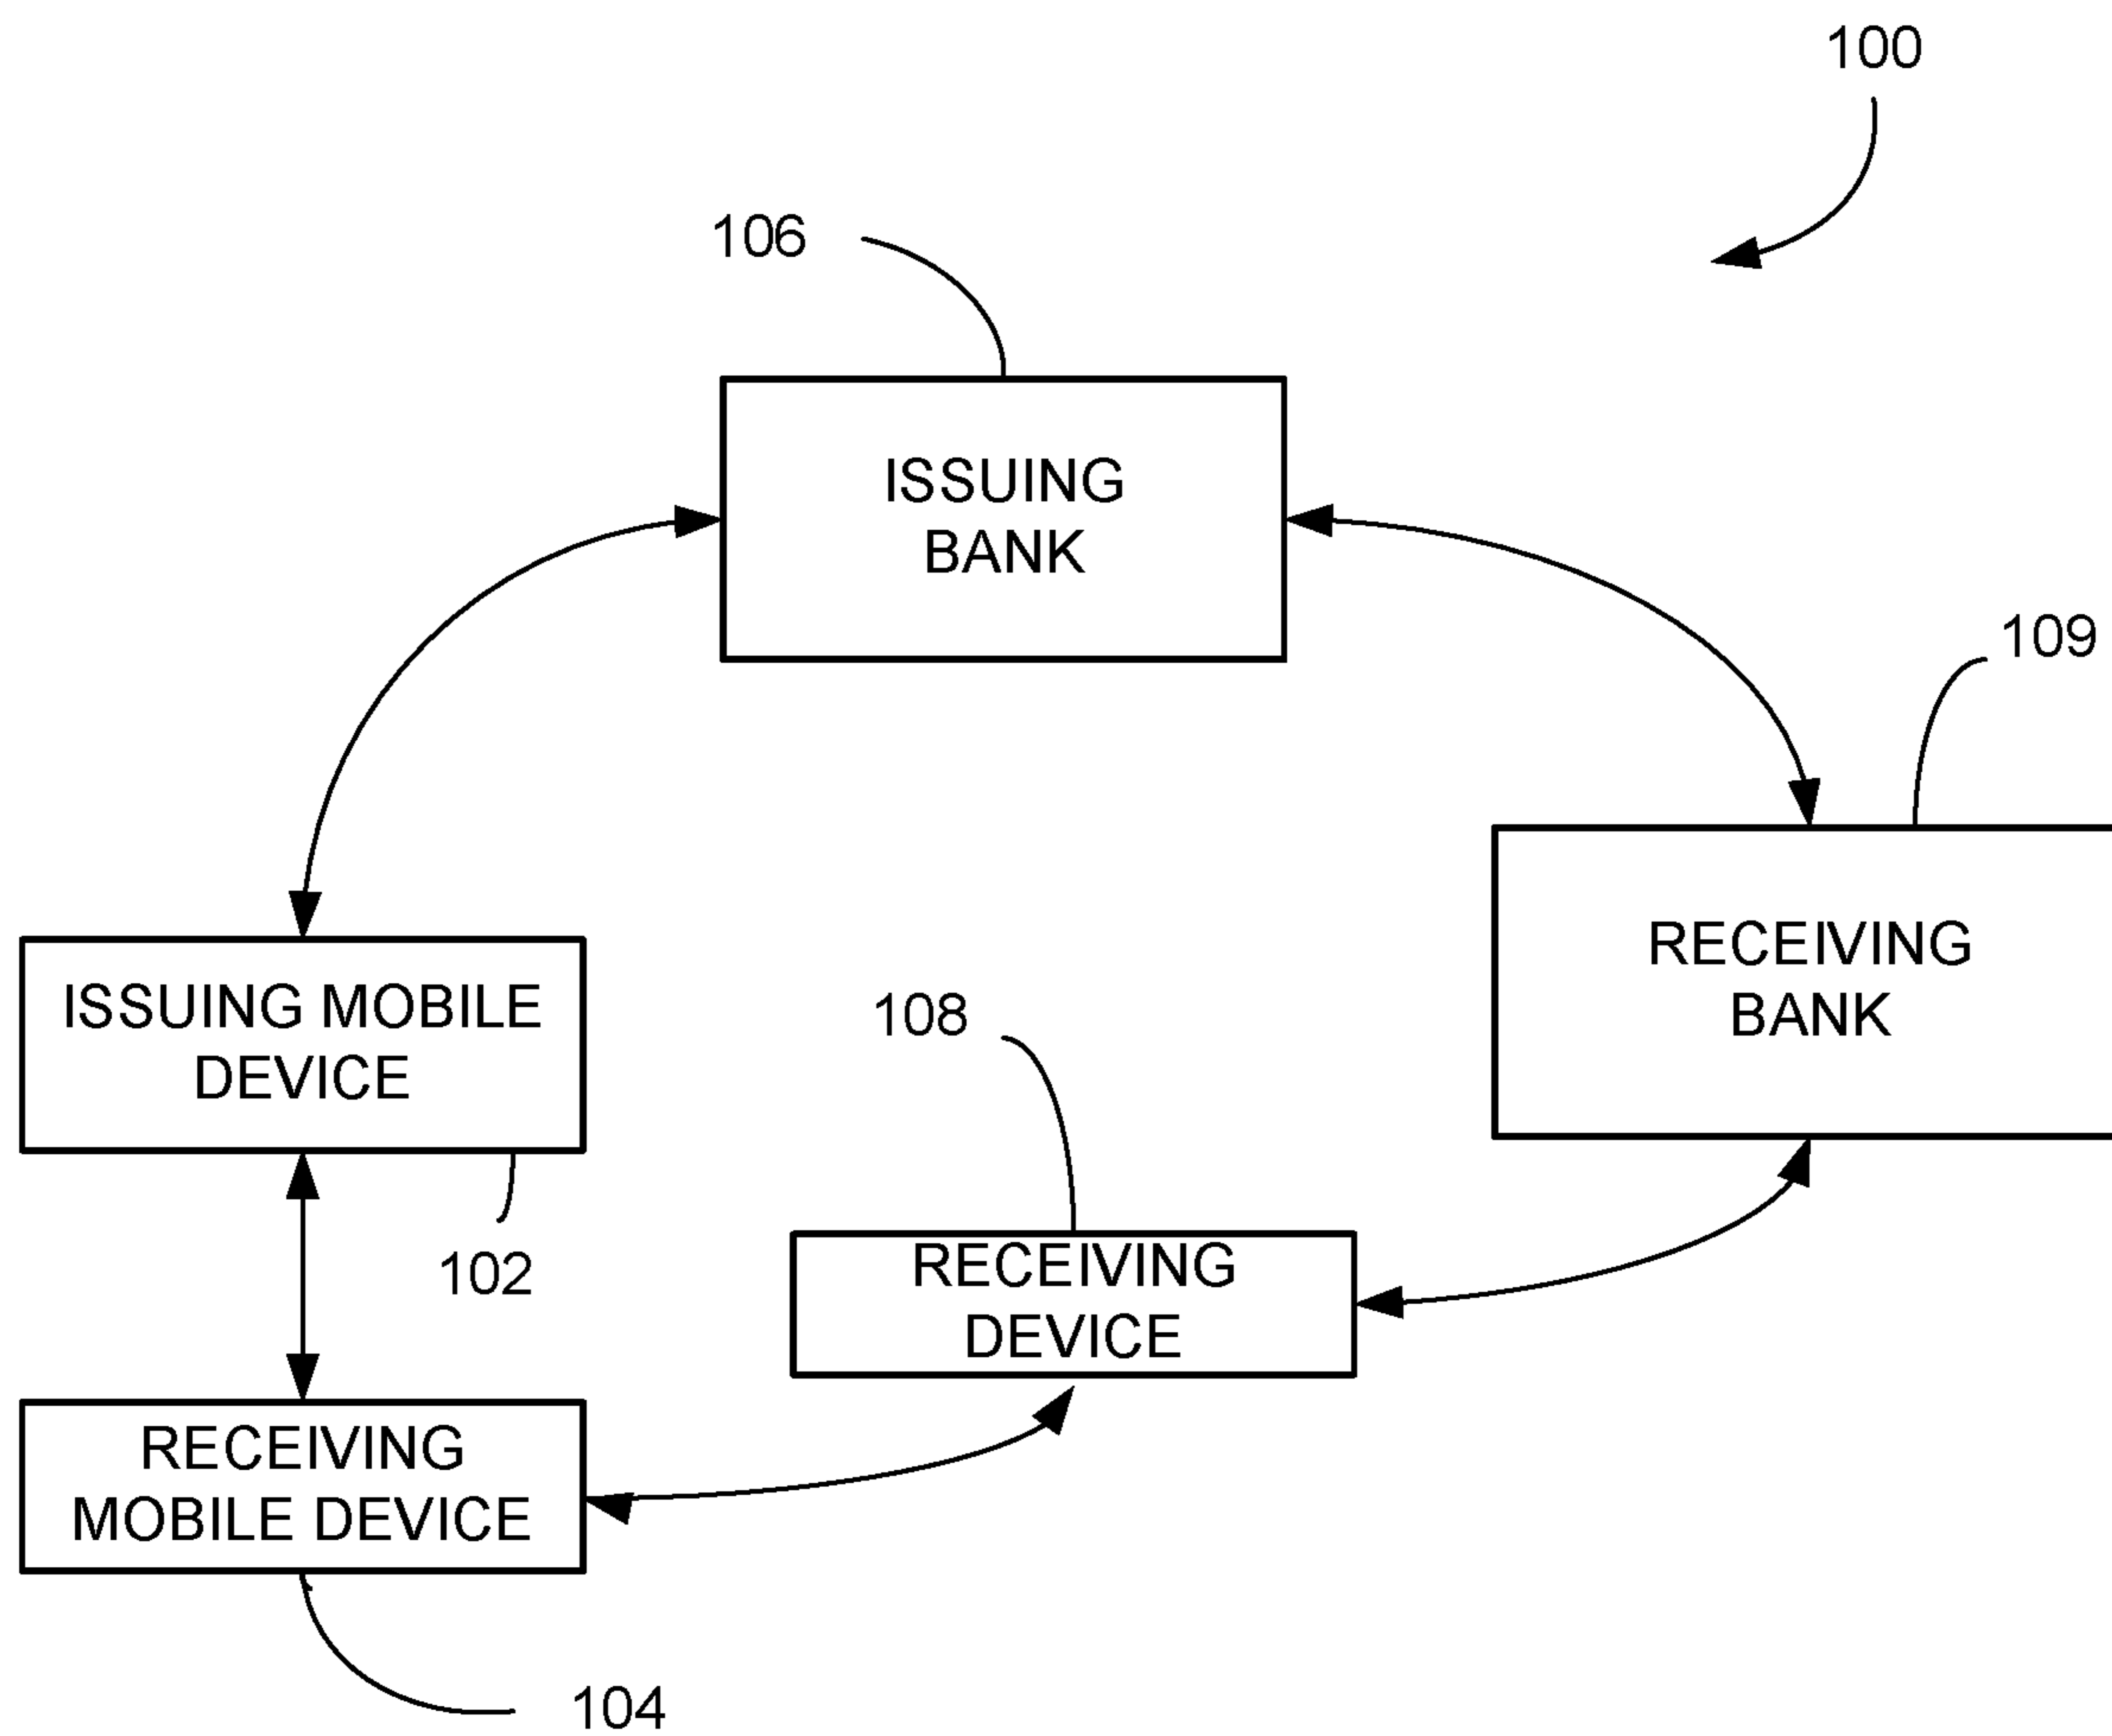 100
106
ISSUING
BANK
109
RECEIVING
BANK
ISSUING MOBILE
DEVICE
108
102
RECEIVING
DEVICE
RECEIVING
MOBILE DEVICE
104